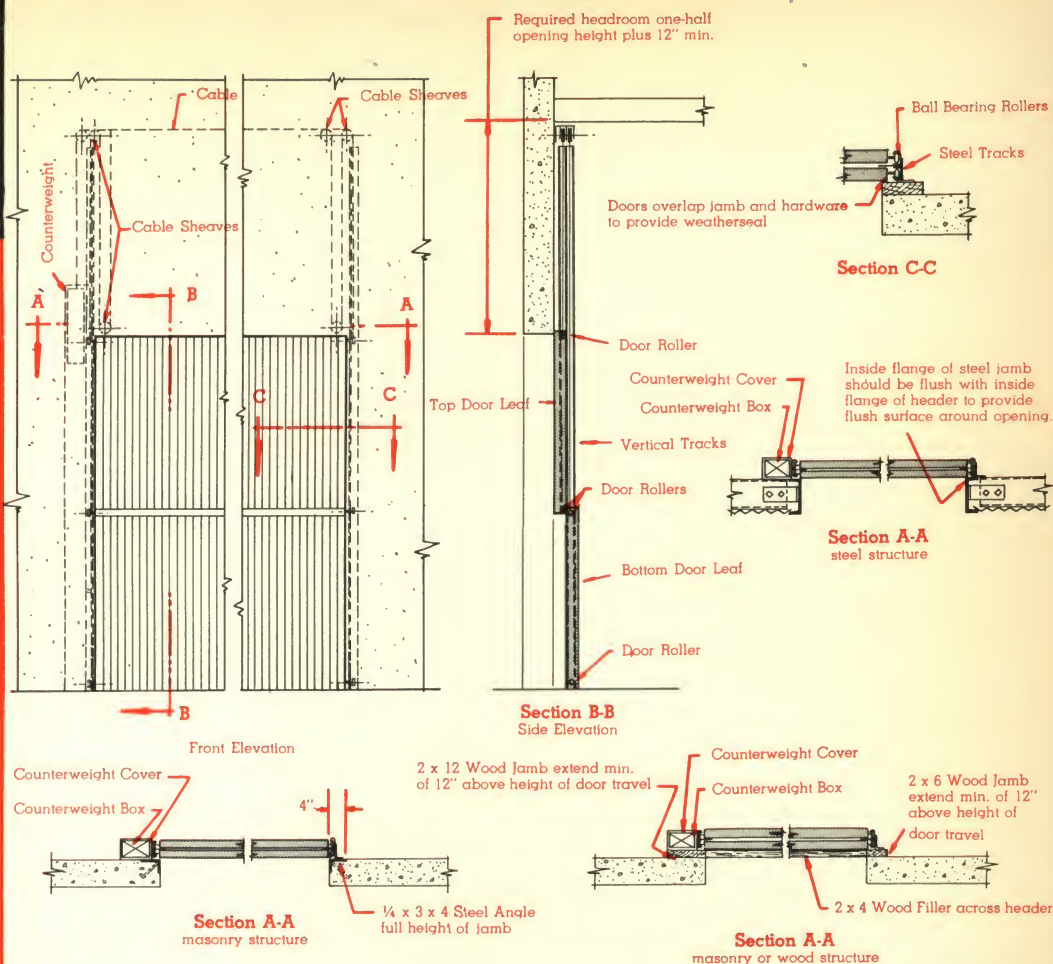 Required headroom one-half
opening height plus 12" min.
Cable
Cable Sheaves
Counterweight
Cable Sheaves
A
B
A
C
C
B
Front Elevation
Door Roller
Top Door Leaf
Vertical Tracks
Door Rollers
Bottom Door Leaf
Door Roller
Section B-B
Side Elevation
Ball Bearing Rollers
Steel Tracks
Doors overlap jamb and hardware
to provide weatherseal
Section C-C
Inside flange of steel jamb
should be flush with inside
flange of header to provide
flush surface around opening.
Counterweight Cover
Counterweight Box
Section A-A
steel structure
Counterweight Cover
Counterweight Box
4"
¼ x 3 x 4 Steel Angle
full height of jamb
Section A-A
masonry structure
2 x 12 Wood Jamb extend min.
of 12" above height of door travel
Counterweight Cover
Counterweight Box
2 x 6 Wood Jamb
extend min. of 12"
above height of
door travel
2 x 4 Wood Filler across header
Section A-A
masonry or wood structure